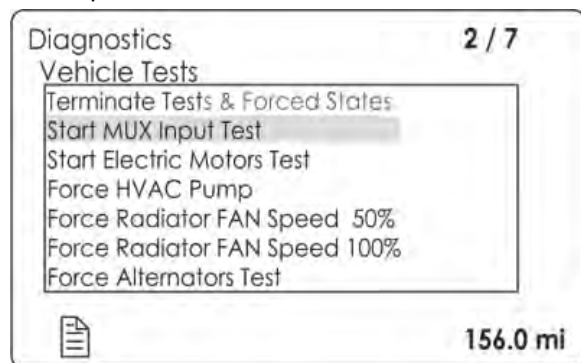 Diagnostics 2 / 7
Vehicle Tests
Terminate Tests & Forced States
Start MUX Input Test
Start Electric Motors Test
Force HVAC Pump
Force Radiator FAN Speed 50%
Force Radiator FAN Speed 100%
Force Alternators Test
156.0 mi